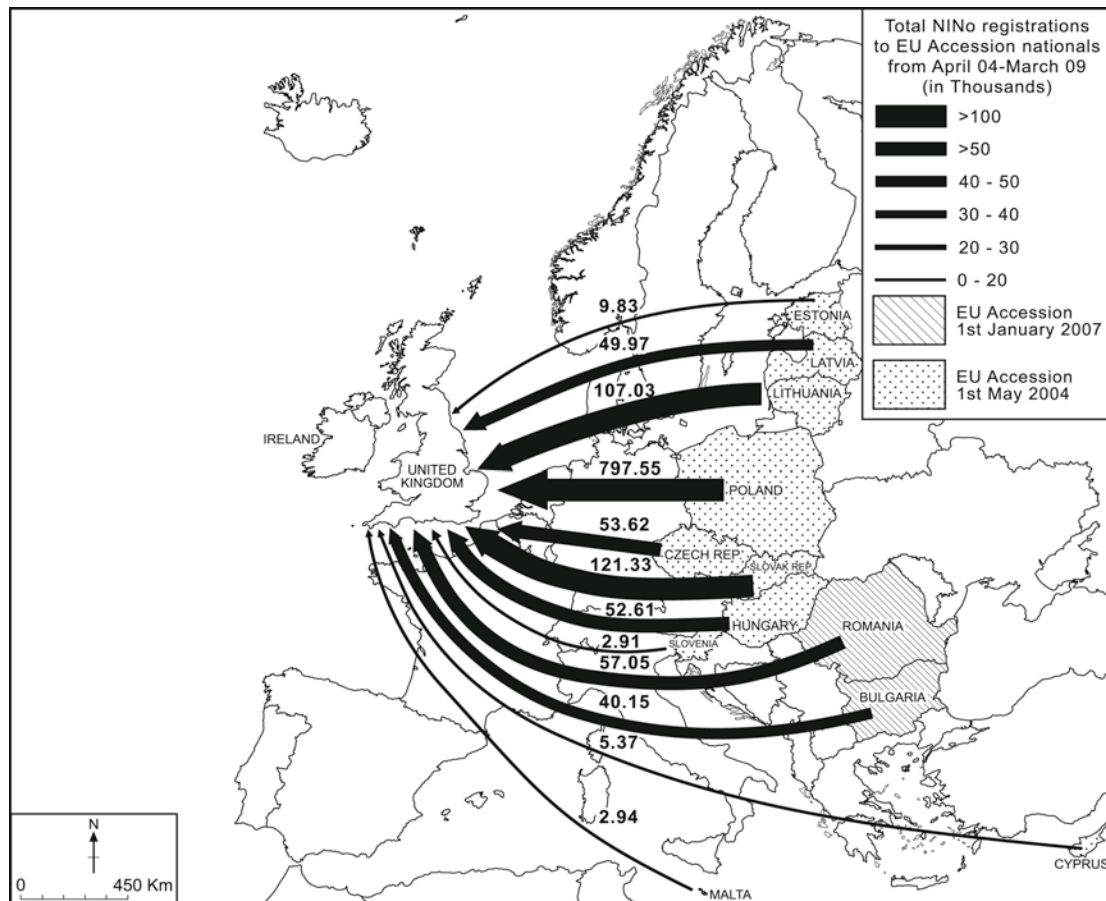 Total NINo registrations
to EU Accession nationals
from April 04-March 09
(in Thousands)
>100
>50
40 - 50
30 - 40
20 - 30
0 - 20
EU Accession
1st January 2007
EU Accession
1st May 2004
9.83
ESTONIA
49.97
LATVIA
107.03
LITHUANIA
IRELAND
UNITED
KINGDOM
797.55
POLAND
53.62
CZECH REP.
121.33
SLOVAK REP.
52.61
HUNGARY
ROMANIA
2.91
SLOVENIA
57.05
40.15
BULGARIA
5.37
2.94
CYPRUS
MALTA
N
0 450 Km